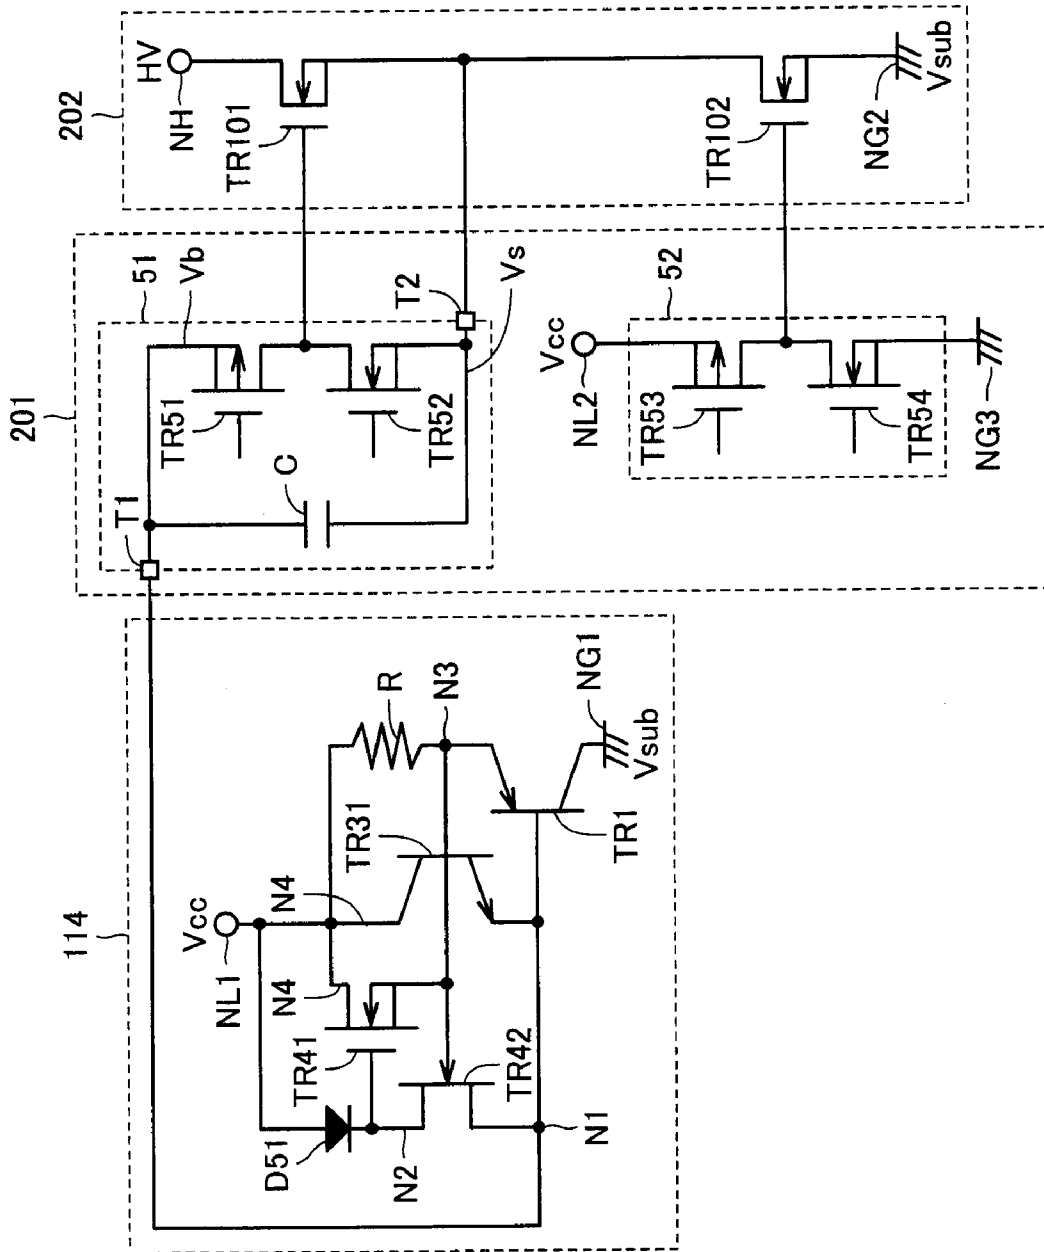 202
HV
NH
TR101
TR102
NG2
Vsub
201
51
Vb
T1
TR51
C
TR52
T2
Vs
Vcc
NL2
52
TR53
TR54
NG3
114
Vcc
NL1
N4
N4
TR31
R
N3
TR41
TR42
D51
N2
N1
TR1
NG1
Vsub